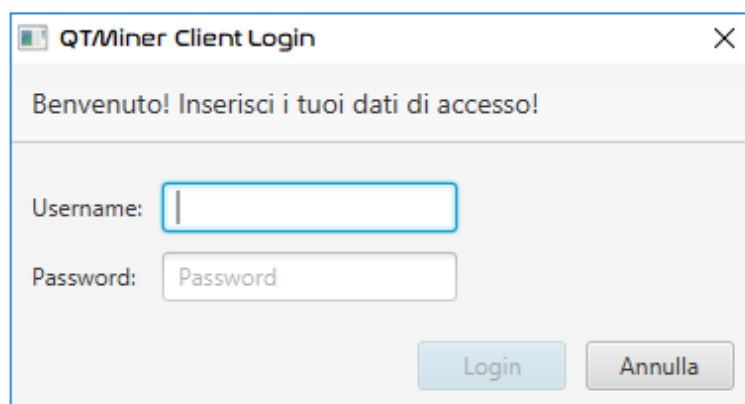 QTMiner Client Login
Benvenuto! Inserisci i tuoi dati di accesso!
Username:
Password: Password
Login Annulla